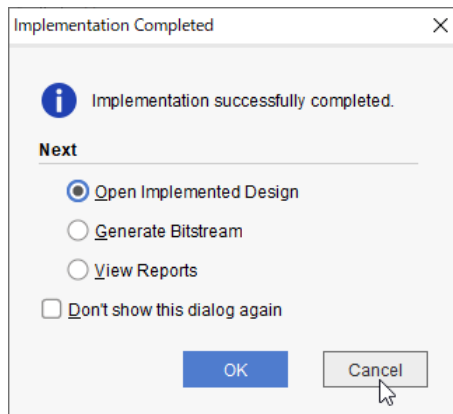 Implementation Completed
Implementation successfully completed.
Next
Open Implemented Design
Generate Bitstream
View Reports
Don't show this dialog again
OK
Cancel